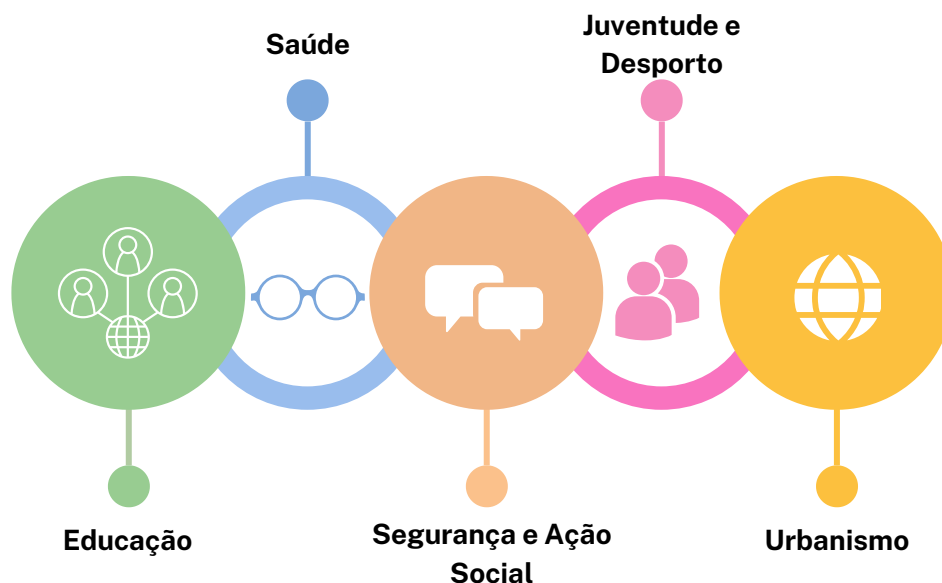 Saúde
Juventude e
Desporto
Educação
Segurança e Ação
Social
Urbanismo